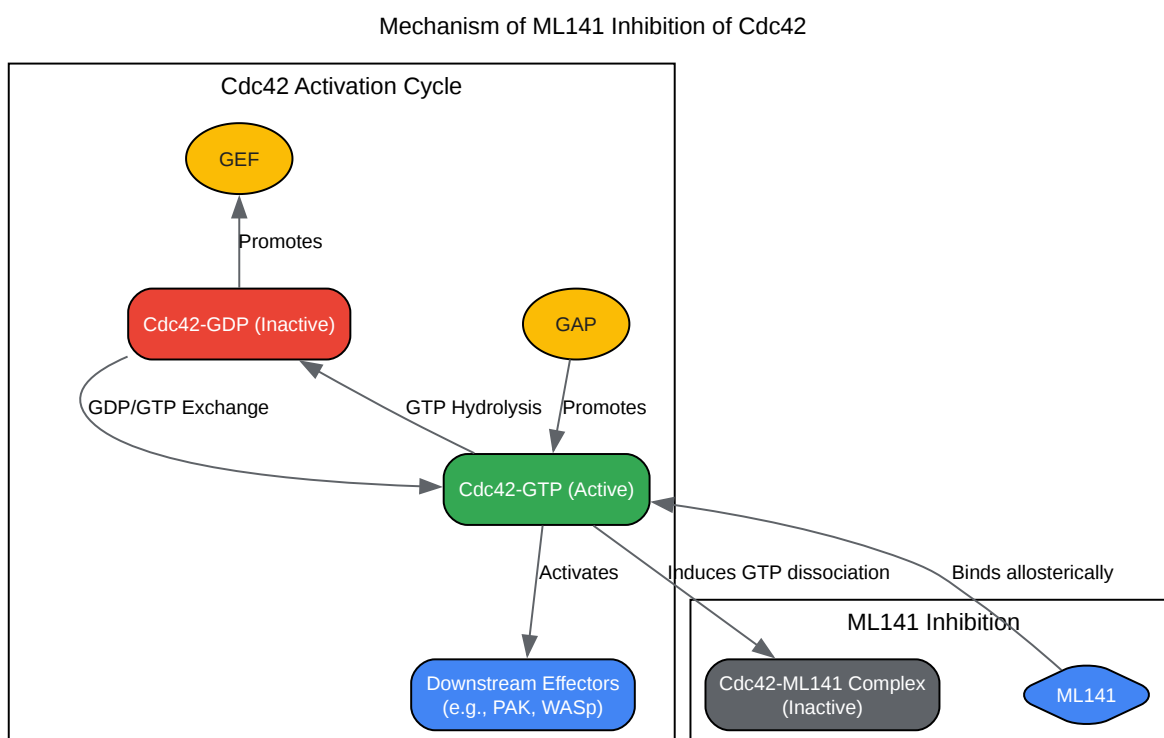 Mechanism of ML141 Inhibition of Cdc42
Cdc42 Activation Cycle
GEF
Promotes
Cdc42-GDP (Inactive)
GAP
GDP/GTP Exchange
GTP Hydrolysis
Promotes
Cdc42-GTP (Active)
Activates
Induces GTP dissociation
Binds allosterically
ML141 Inhibition
Downstream Effectors
(e.g., PAK, WASp)
Cdc42-ML141 Complex
(Inactive)
ML141